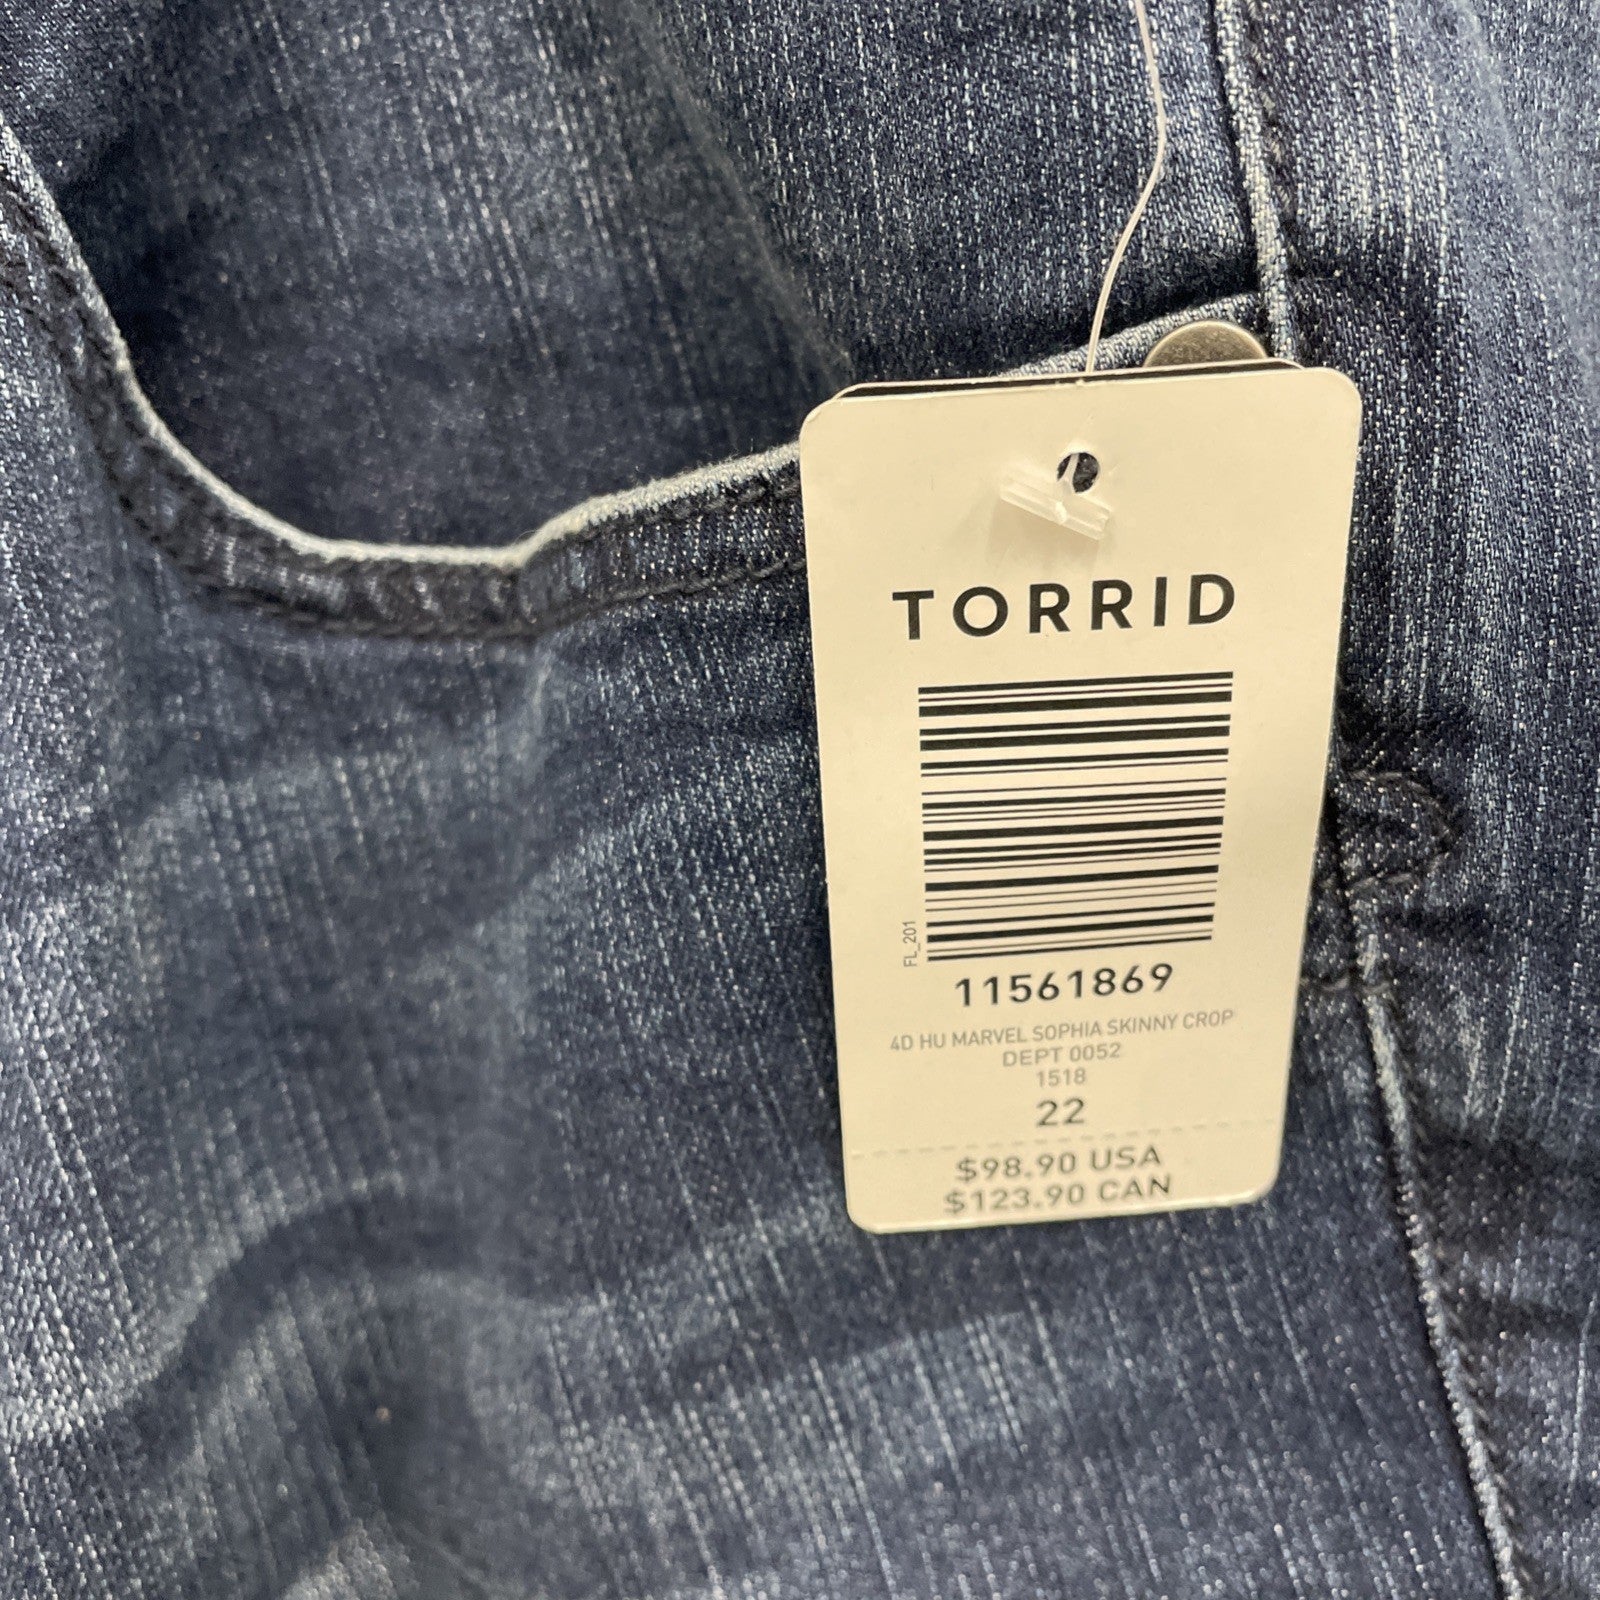 TORRID
FL_201
11561869
4D HU MARVEL SOPHIA SKINNY CROP
DEPT 0052
1518
22
$98.90 USA
$123.90 CAN